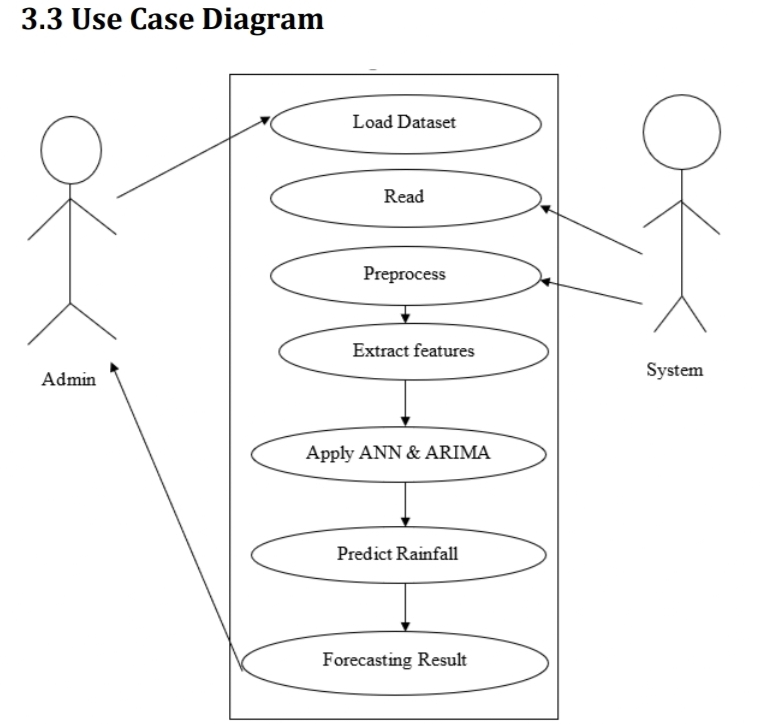 3.3 Use Case Diagram
Load Dataset
Read
Preprocess
Extract features
Admin
System
Apply ANN & ARIMA
Predict Rainfall
Forecasting Result